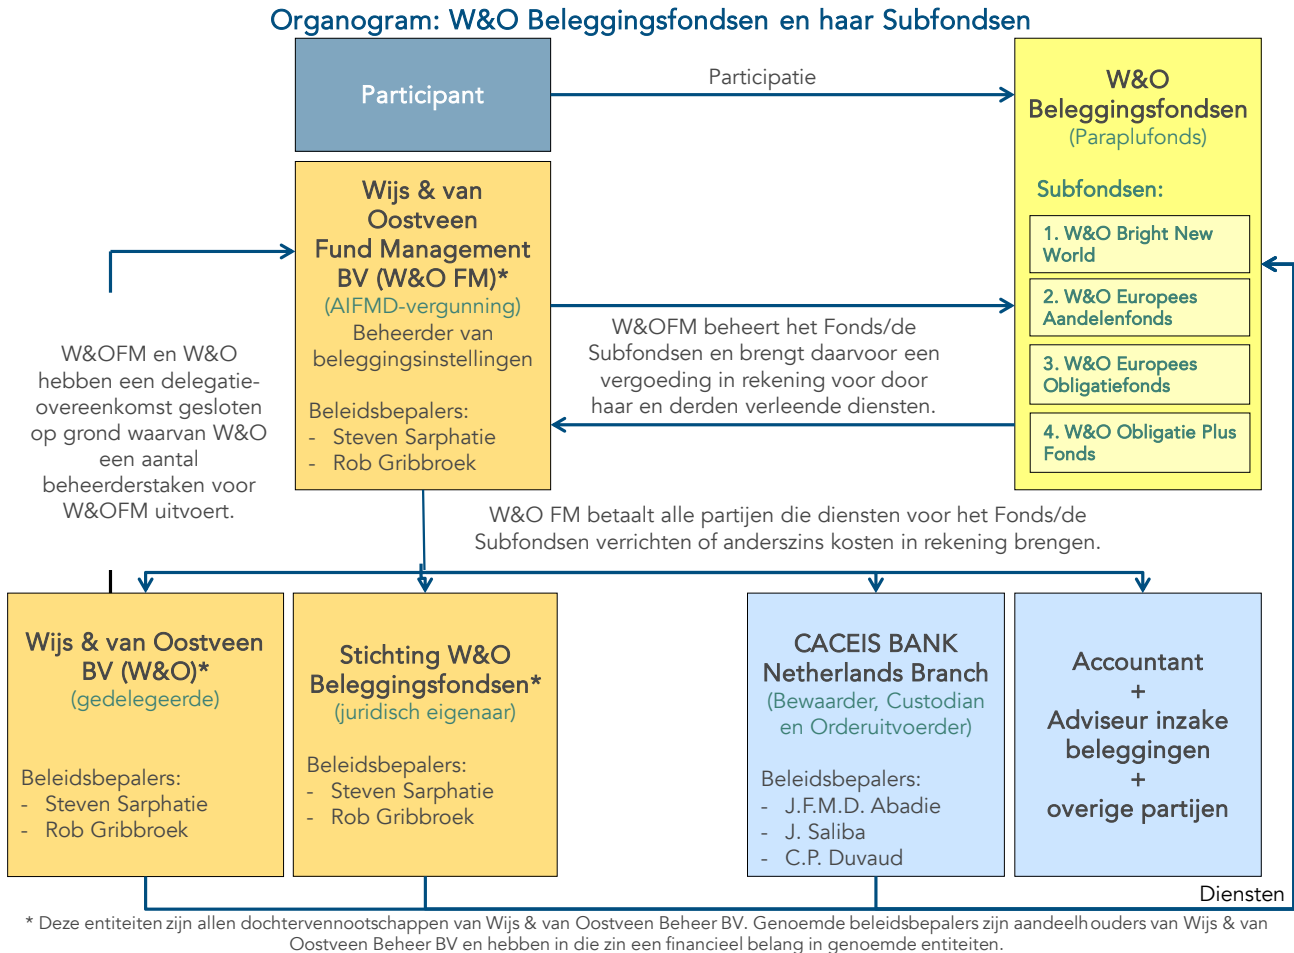 Organogram: W&O Beleggingsfondsen en haar Subfondsen
Participant
Participatie
W&O
Beleggingsfondsen
(Paraplufonds)
Subfondsen:
1. W&O Bright New
World
2. W&O Europees
Aandelenfonds
3. W&O Europees
Obligatiefonds
4. W&O Obligatie Plus
Fonds
Wijs & van
Oostveen
Fund Management
BV (W&O FM)*
(AIFMD-vergunning)
Beheerder van
beleggingsinstellingen
Beleidsbepalers:
- Steven Sarphatie
- Rob Gribbroek
W&OFM beheert het Fonds/de
Subfondsen en brengt daarvoor een
vergoeding in rekening voor door
haar en derden verleende diensten.
W&OFM en W&O
hebben een delegatie-
overeenkomst gesloten
op grond waarvan W&O
een aantal
beheerderstaken voor
W&OFM uitvoert.
W&O FM betaalt alle partijen die diensten voor het Fonds/de
Subfondsen verrichten of anderszins kosten in rekening brengen.
Wijs & van Oostveen
BV (W&O)*
(gedelegeerde)
Beleidsbepalers:
- Steven Sarphatie
- Rob Gribbroek
Stichting W&O
Beleggingsfondsen*
(juridisch eigenaar)
Beleidsbepalers:
- Steven Sarphatie
- Rob Gribbroek
CACEIS BANK
Netherlands Branch
(Bewaarder, Custodian
en Orderuitvoerder)
Beleidsbepalers:
- J.F.M.D. Abadie
- J. Saliba
- C.P. Duvaud
Accountant
+
Adviseur inzake
beleggingen
+
overige partijen
Diensten
* Deze entiteiten zijn allen dochtervennootschappen van Wijs & van Oostveen Beheer BV. Genoemde beleidsbepalers zijn aandeelhouders van Wijs & van
Oostveen Beheer BV en hebben in die zin een financieel belang in genoemde entiteiten.